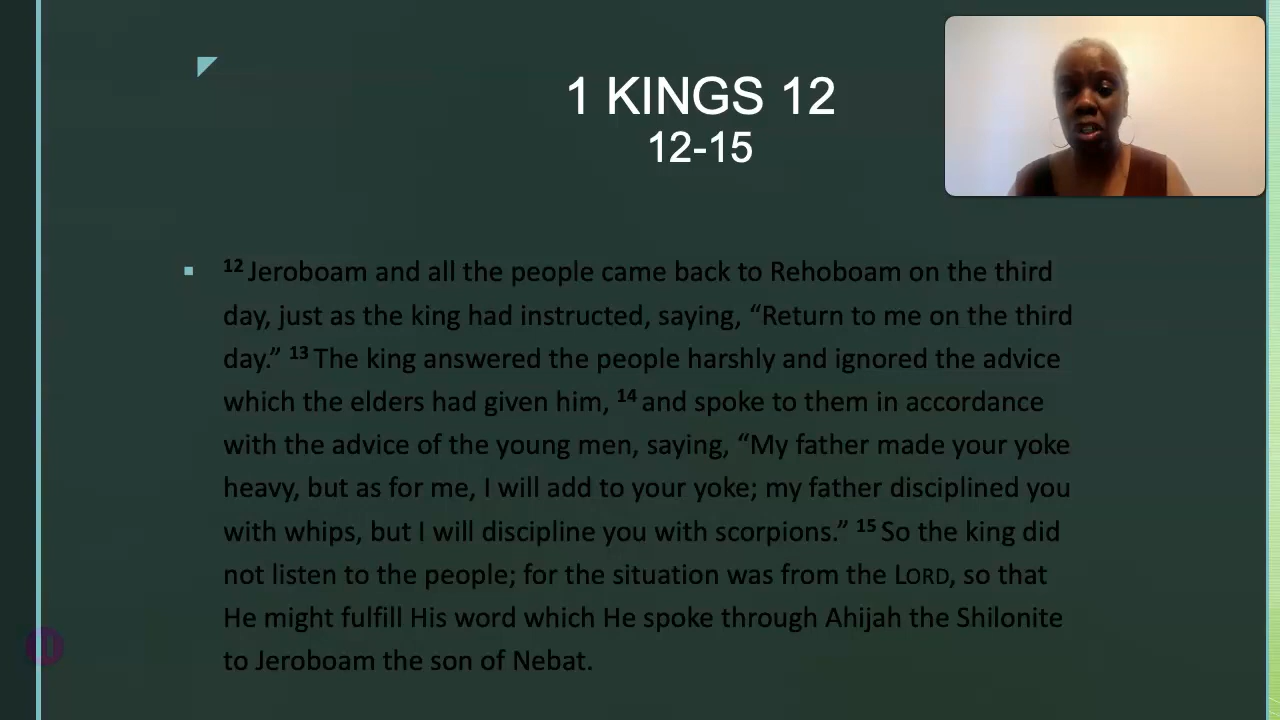 1 KINGS 12
12-15
12 Jeroboam and all the people came back to Rehoboam on the third
day, just as the king had instructed, saying, “Return to me on the third
day.” 13 The king answered the people harshly and ignored the advice
which the elders had given him, 14 and spoke to them in accordance
with the advice of the young men, saying, “My father made your yoke
heavy, but as for me, I will add to your yoke; my father disciplined you
with whips, but I will discipline you with scorpions.” 15 So the king did
not listen to the people; for the situation was from the LORD, so that
He might fulfill His word which He spoke through Ahijah the Shilonite
to Jeroboam the son of Nebat.